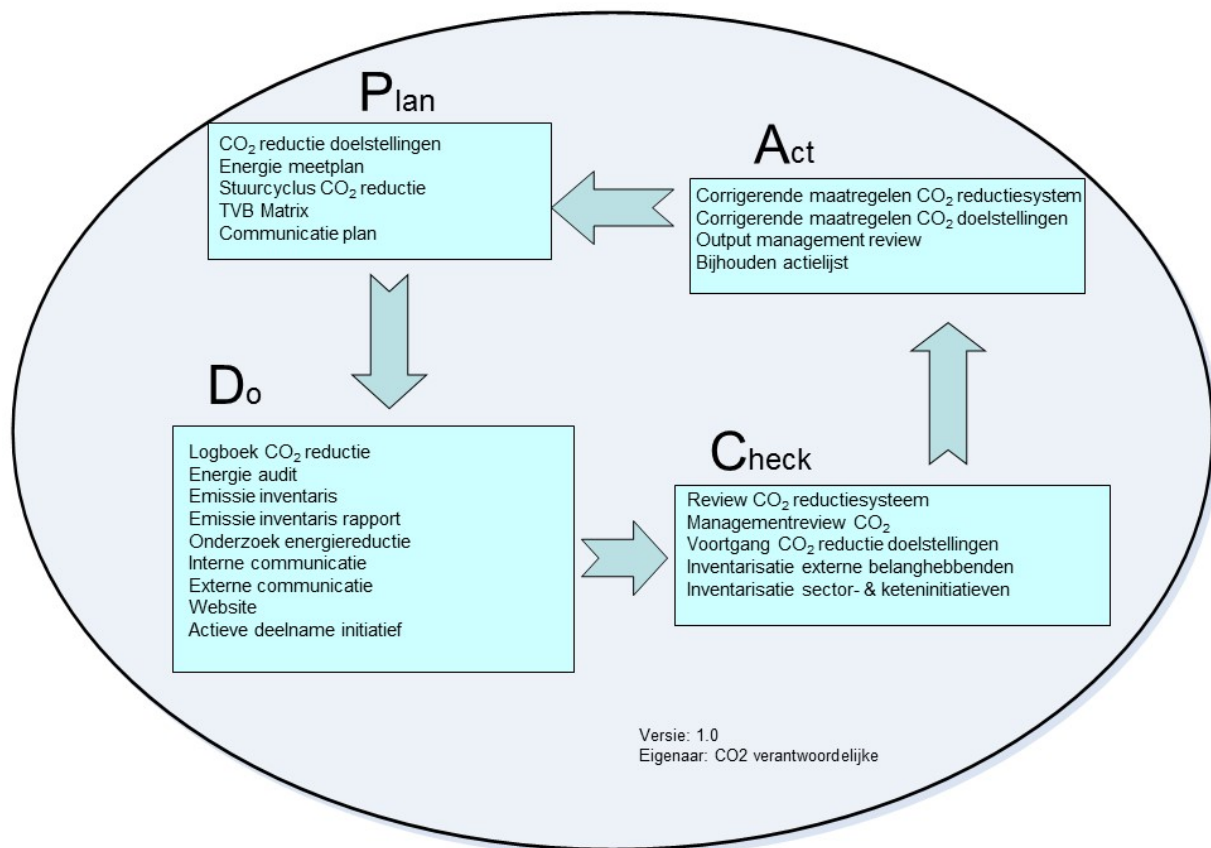 Plan
CO₂ reductie doelstellingen
Energie meetplan
Stuurcyclus CO₂ reductie
TVB Matrix
Communicatie plan
Act
Corrigerende maatregelen CO₂ reductiesystem
Corrigerende maatregelen CO₂ doelstellingen
Output management review
Bijhouden actielijst
Do
Logboek CO₂ reductie
Energie audit
Emissie inventaris
Emissie inventaris rapport
Onderzoek energiereductie
Interne communicatie
Externe communicatie
Website
Actieve deelname initiatief
Check
Review CO₂ reductiesysteem
Managementreview CO₂
Voortgang CO₂ reductie doelstellingen
Inventarisatie externe belanghebbenden
Inventarisatie sector- & keteninitiatieven
Versie: 1.0
Eigenaar: CO2 verantwoordelijke